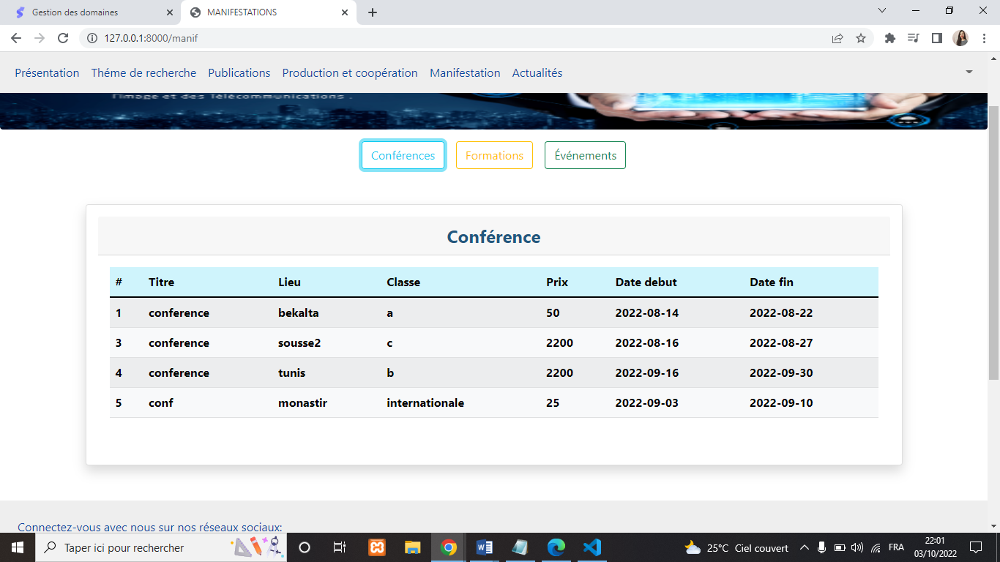 Gestion des domaines
MANIFESTATIONS
127.0.0.1:8000/manif
Présentation Théme de recherche Publications Production et coopération Manifestation Actualités
l'Image et des Télécommunications .
Conférences Formations Événements
Conférence
# Titre Lieu Classe Prix Date debut Date fin
1 conference bekalta a 50 2022-08-14 2022-08-22
3 conference sousse2 c 2200 2022-08-16 2022-08-27
4 conference tunis b 2200 2022-09-16 2022-09-30
5 conf monastir internationale 25 2022-09-03 2022-09-10
Connectez-vous avec nous sur nos réseaux sociaux:
Taper ici pour rechercher
25°C Ciel couvert
FRA
22:01
03/10/2022